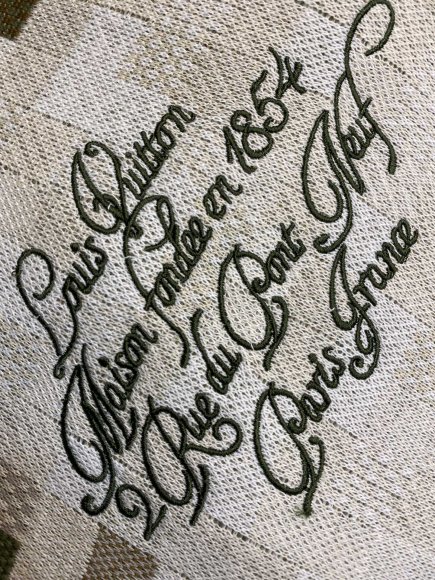 Louis Vuitton
Maison fondée en 1854
2 Rue du Pont Neuf
Paris France